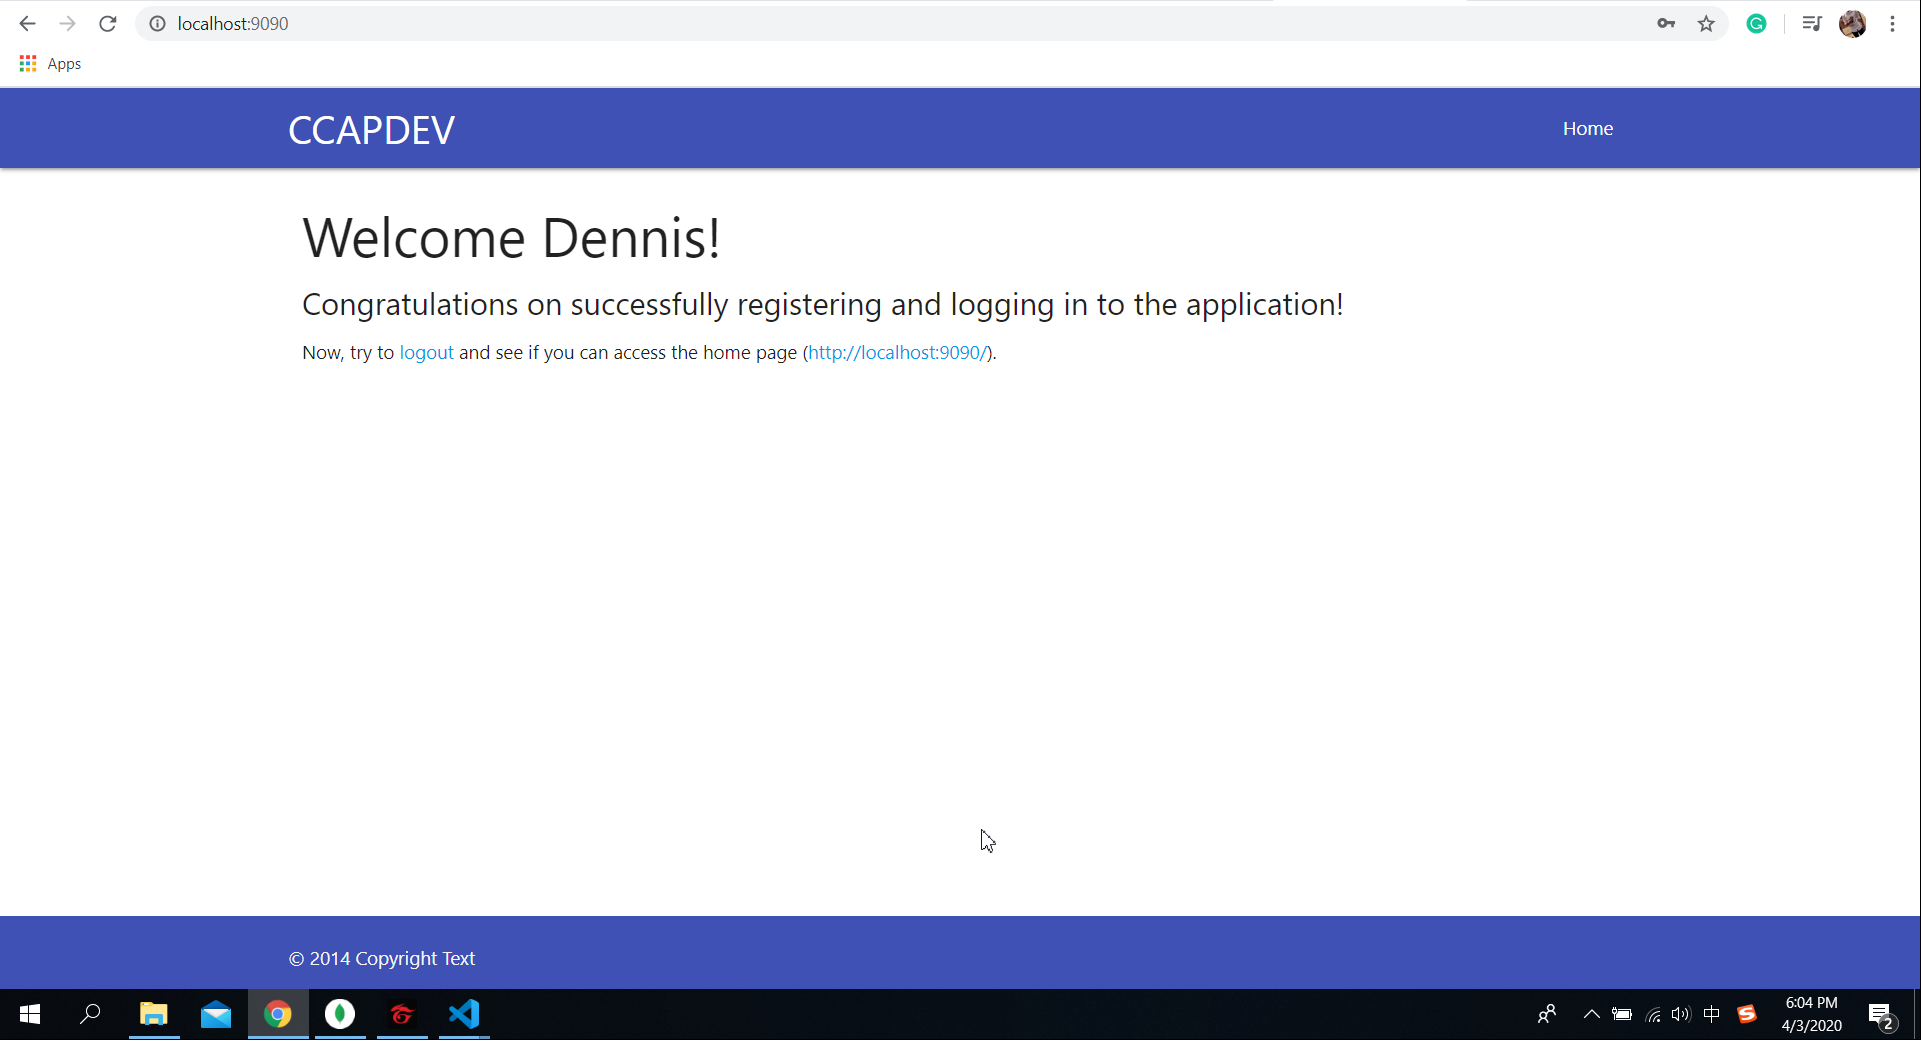 localhost:9090
Apps
CCAPDEV
Home
Welcome Dennis!
Congratulations on successfully registering and logging in to the application!
Now, try to logout and see if you can access the home page (http://localhost:9090/).
© 2014 Copyright Text
中
6:04 PM
4/3/2020
2